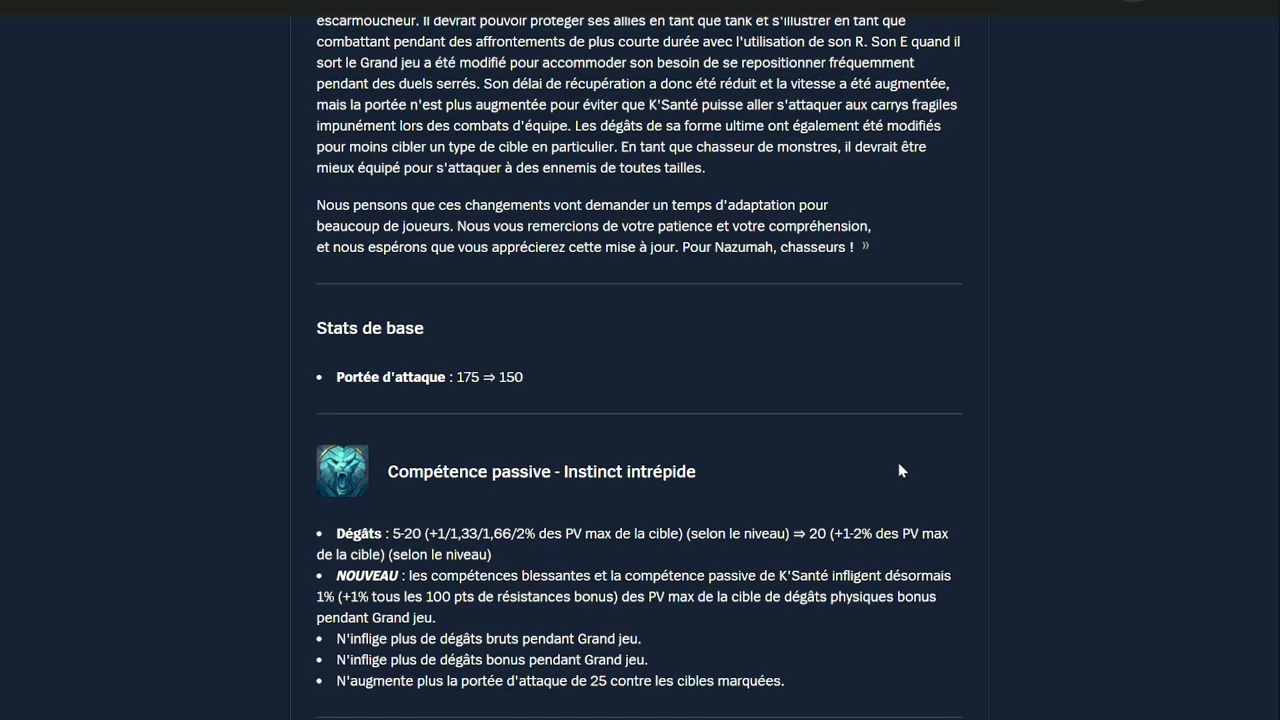 escarmoucheur. Il devrait pouvoir protéger ses alliés en tant que tank et s'illustrer en tant que
combattant pendant des affrontements de plus courte durée avec l'utilisation de son R. Son E quand il
sort le Grand jeu a été modifié pour accommoder son besoin de se repositionner fréquemment
pendant des duels serrés. Son délai de récupération a donc été réduit et la vitesse a été augmentée,
mais la portée n'est plus augmentée pour éviter que K'Santé puisse aller s'attaquer aux carrys fragiles
impunément lors des combats d'équipe. Les dégâts de sa forme ultime ont également été modifiés
pour moins cibler un type de cible en particulier. En tant que chasseur de monstres, il devrait être
mieux équipé pour s'attaquer à des ennemis de toutes tailles.
Nous pensons que ces changements vont demander un temps d'adaptation pour
beaucoup de joueurs. Nous vous remercions de votre patience et votre compréhension,
et nous espérons que vous apprécierez cette mise à jour. Pour Nazumah, chasseurs ! »
Stats de base
• Portée d'attaque : 175 ⇒ 150
Compétence passive - Instinct intrépide
• Dégâts : 5-20 (+1/1,33/1,66/2% des PV max de la cible) (selon le niveau) ⇒ 20 (+1-2% des PV max
de la cible) (selon le niveau)
• NOUVEAU : les compétences blessantes et la compétence passive de K'Santé infligent désormais
1% (+1% tous les 100 pts de résistances bonus) des PV max de la cible de dégâts physiques bonus
pendant Grand jeu.
• N'inflige plus de dégâts bruts pendant Grand jeu.
• N'inflige plus de dégâts bonus pendant Grand jeu.
• N'augmente plus la portée d'attaque de 25 contre les cibles marquées.